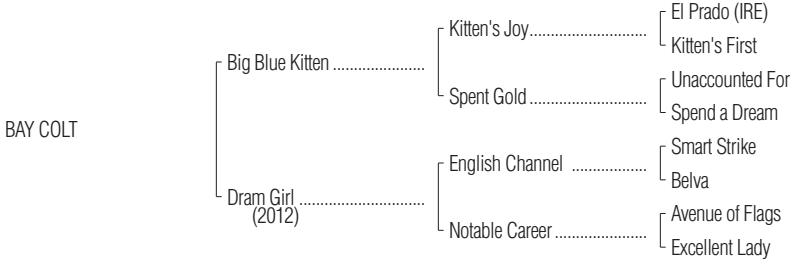 El Prado (IRE)
Kitten's Joy..............................
Kitten's First
Big Blue Kitten ......................
Unaccounted For
Spent Gold..............................
Spend a Dream
BAY COLT
Smart Strike
English Channel ....................
Belva
Dram Girl ................................
(2012)
Avenue of Flags
Notable Career........................
Excellent Lady